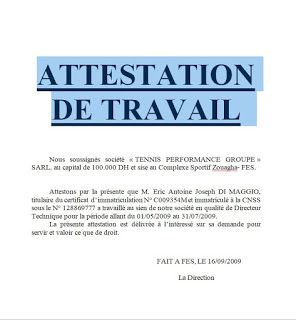 ATTESTATION
DE TRAVAIL
Nous soussignés société « TENNIS PERFORMANCE GROUPE »
SARL, au capital de 100.000 DH et sise au Complexe Sportif Zouagha- FES.
Attestons par la présente que M. Eric Antoine Joseph DI MAGGIO,
titulaire du certificat d'immatriculation N° C009354M et immatriculé à la CNSS
sous le N° 128869777 a travaillé au sien de notre société en qualité de Directeur
Technique pour la période allant du 01/05/2009 au 31/07/2009.
La présente attestation est délivrée à l'intéressé sur sa demande pour
servir et valoir ce que de droit.
FAIT A FES, LE 16/09/2009
La Direction